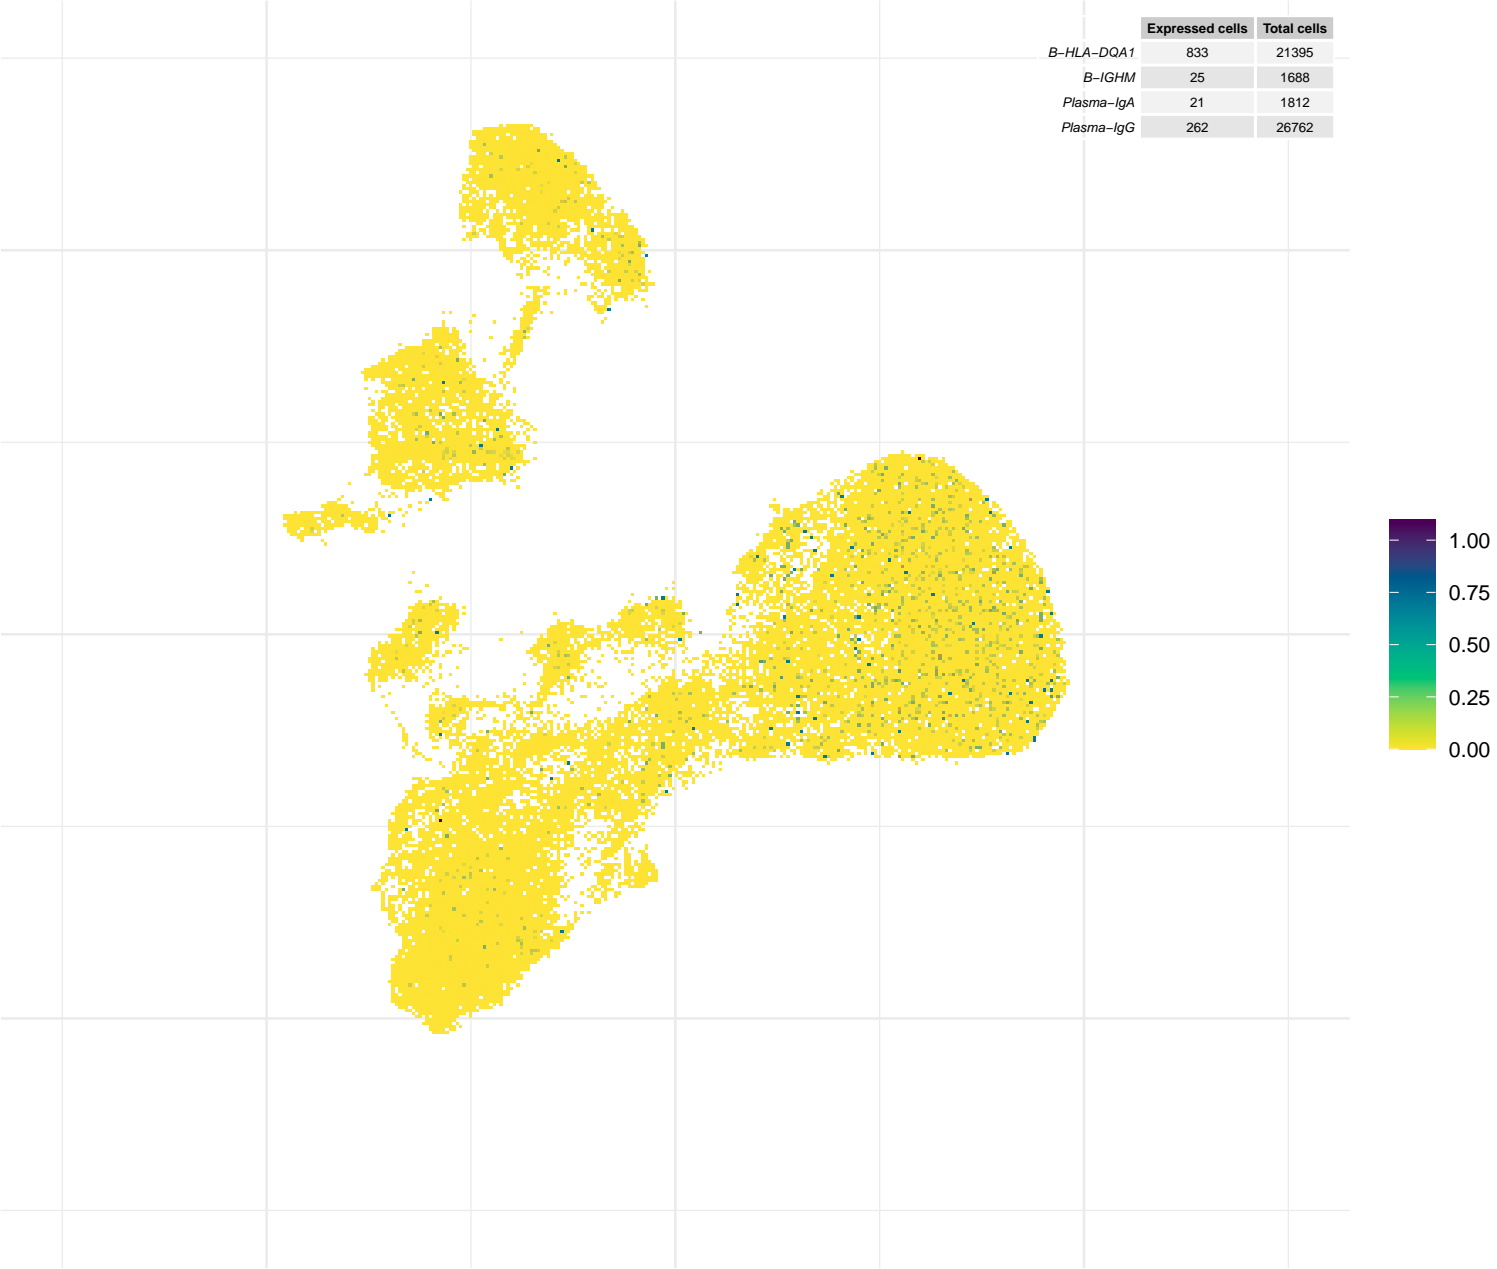 Expressed cells Total cells
B−HLA−DQA1 833 21395
B−IGHM 25 1688
Plasma−IgA 21 1812
Plasma−IgG 262 26762
1.00
0.75
0.50
0.25
0.00